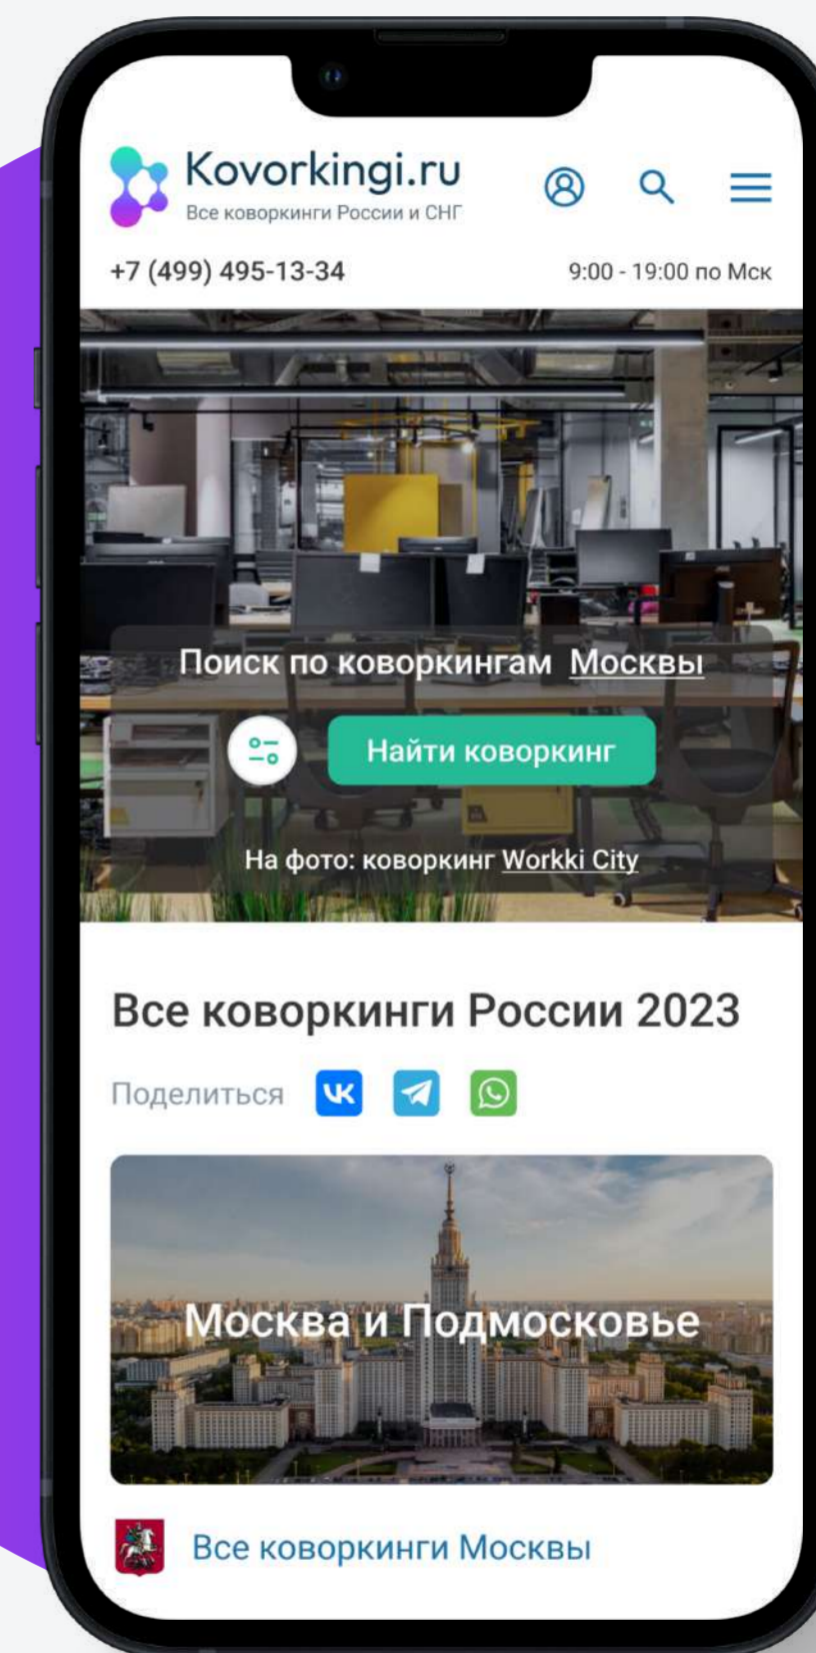 Kovorkingi.ru
Все коворкинги России и СНГ
+7 (499) 495-13-34
9:00 - 19:00 по Мск
Поиск по коворкингам Москвы
Найти коворкинг
На фото: коворкинг Workki City
Все коворкинги России 2023
Поделиться
Москва и Подмосковье
Все коворкинги Москвы